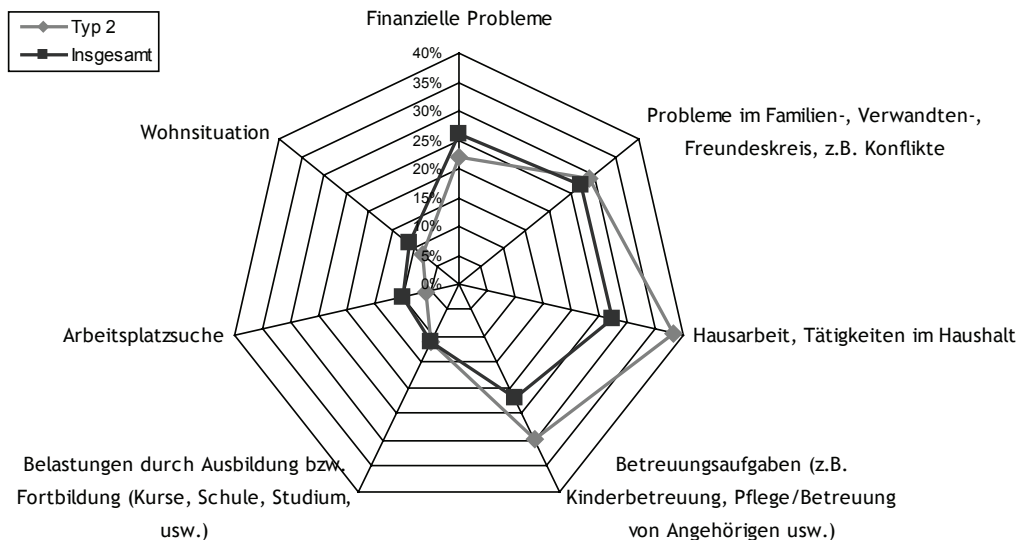 Typ 2
Insgesamt
Finanzielle Probleme
40%
35%
30%
25%
20%
15%
10%
5%
0%
Probleme im Familien-, Verwandten-,
Freundeskreis, z.B. Konflikte
Hausarbeit, Tätigkeiten im Haushalt
Betreuungsaufgaben (z.B.
Kinderbetreuung, Pflege/Betreuung
von Angehörigen usw.)
Belastungen durch Ausbildung bzw.
Fortbildung (Kurse, Schule, Studium,
usw.)
Arbeitsplatzsuche
Wohnsituation